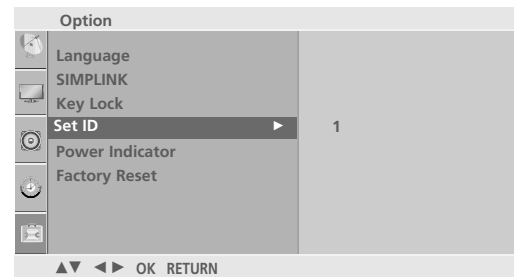 Option
Language
SIMPLINK
Key Lock
Set ID ► 1
Power Indicator
Factory Reset
▲▼ ◄► OK RETURN